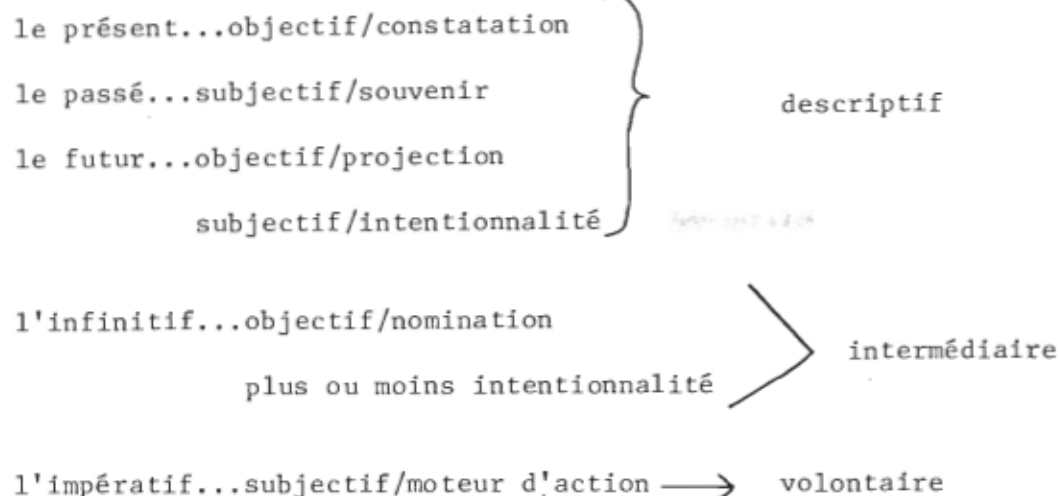 le présent...objectif/constatation
le passé...subjectif/souvenir
descriptif
le futur...objectif/projection
subjectif/intentionnalité
l'infinitif...objectif/nomination
intermédiaire
plus ou moins intentionnalité
l'impératif...subjectif/moteur d'action → volontaire